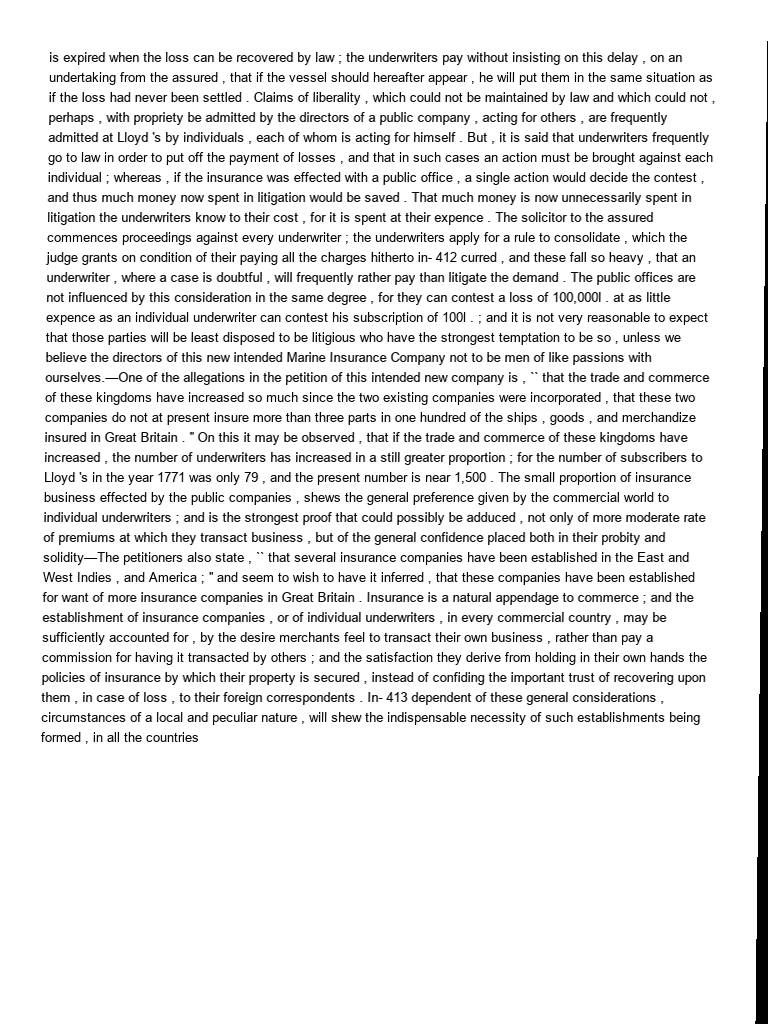 is expired when the loss can be recovered by law ; the underwriters pay without insisting on this delay , on an
undertaking from the assured , that if the vessel should hereafter appear , he will put them in the same situation as
if the loss had never been settled . Claims of liberality , which could not be maintained by law and which could not ,
perhaps , with propriety be admitted by the directors of a public company , acting for others , are frequently
admitted at Lloyd 's by individuals , each of whom is acting for himself . But , it is said that underwriters frequently
go to law in order to put off the payment of losses , and that in such cases an action must be brought against each
individual ; whereas , if the insurance was effected with a public office , a single action would decide the contest ,
and thus much money now spent in litigation would be saved . That much money is now unnecessarily spent in
litigation the underwriters know to their cost , for it is spent at their expence . The solicitor to the assured
commences proceedings against every underwriter ; the underwriters apply for a rule to consolidate , which the
judge grants on condition of their paying all the charges hitherto in- 412 curred , and these fall so heavy , that an
underwriter , where a case is doubtful , will frequently rather pay than litigate the demand . The public offices are
not influenced by this consideration in the same degree , for they can contest a loss of 100,000l . at as little
expence as an individual underwriter can contest his subscription of 100l . ; and it is not very reasonable to expect
that those parties will be least disposed to be litigious who have the strongest temptation to be so , unless we
believe the directors of this new intended Marine Insurance Company not to be men of like passions with
ourselves.—One of the allegations in the petition of this intended new company is , `` that the trade and commerce
of these kingdoms have increased so much since the two existing companies were incorporated , that these two
companies do not at present insure more than three parts in one hundred of the ships , goods , and merchandize
insured in Great Britain . " On this it may be observed , that if the trade and commerce of these kingdoms have
increased , the number of underwriters has increased in a still greater proportion ; for the number of subscribers to
Lloyd 's in the year 1771 was only 79 , and the present number is near 1,500 . The small proportion of insurance
business effected by the public companies , shews the general preference given by the commercial world to
individual underwriters ; and is the strongest proof that could possibly be adduced , not only of more moderate rate
of premiums at which they transact business , but of the general confidence placed both in their probity and
solidity—The petitioners also state , `` that several insurance companies have been established in the East and
West Indies , and America ; " and seem to wish to have it inferred , that these companies have been established
for want of more insurance companies in Great Britain . Insurance is a natural appendage to commerce ; and the
establishment of insurance companies , or of individual underwriters , in every commercial country , may be
sufficiently accounted for , by the desire merchants feel to transact their own business , rather than pay a
commission for having it transacted by others ; and the satisfaction they derive from holding in their own hands the
policies of insurance by which their property is secured , instead of confiding the important trust of recovering upon
them , in case of loss , to their foreign correspondents . In- 413 dependent of these general considerations ,
circumstances of a local and peculiar nature , will shew the indispensable necessity of such establishments being
formed , in all the countries